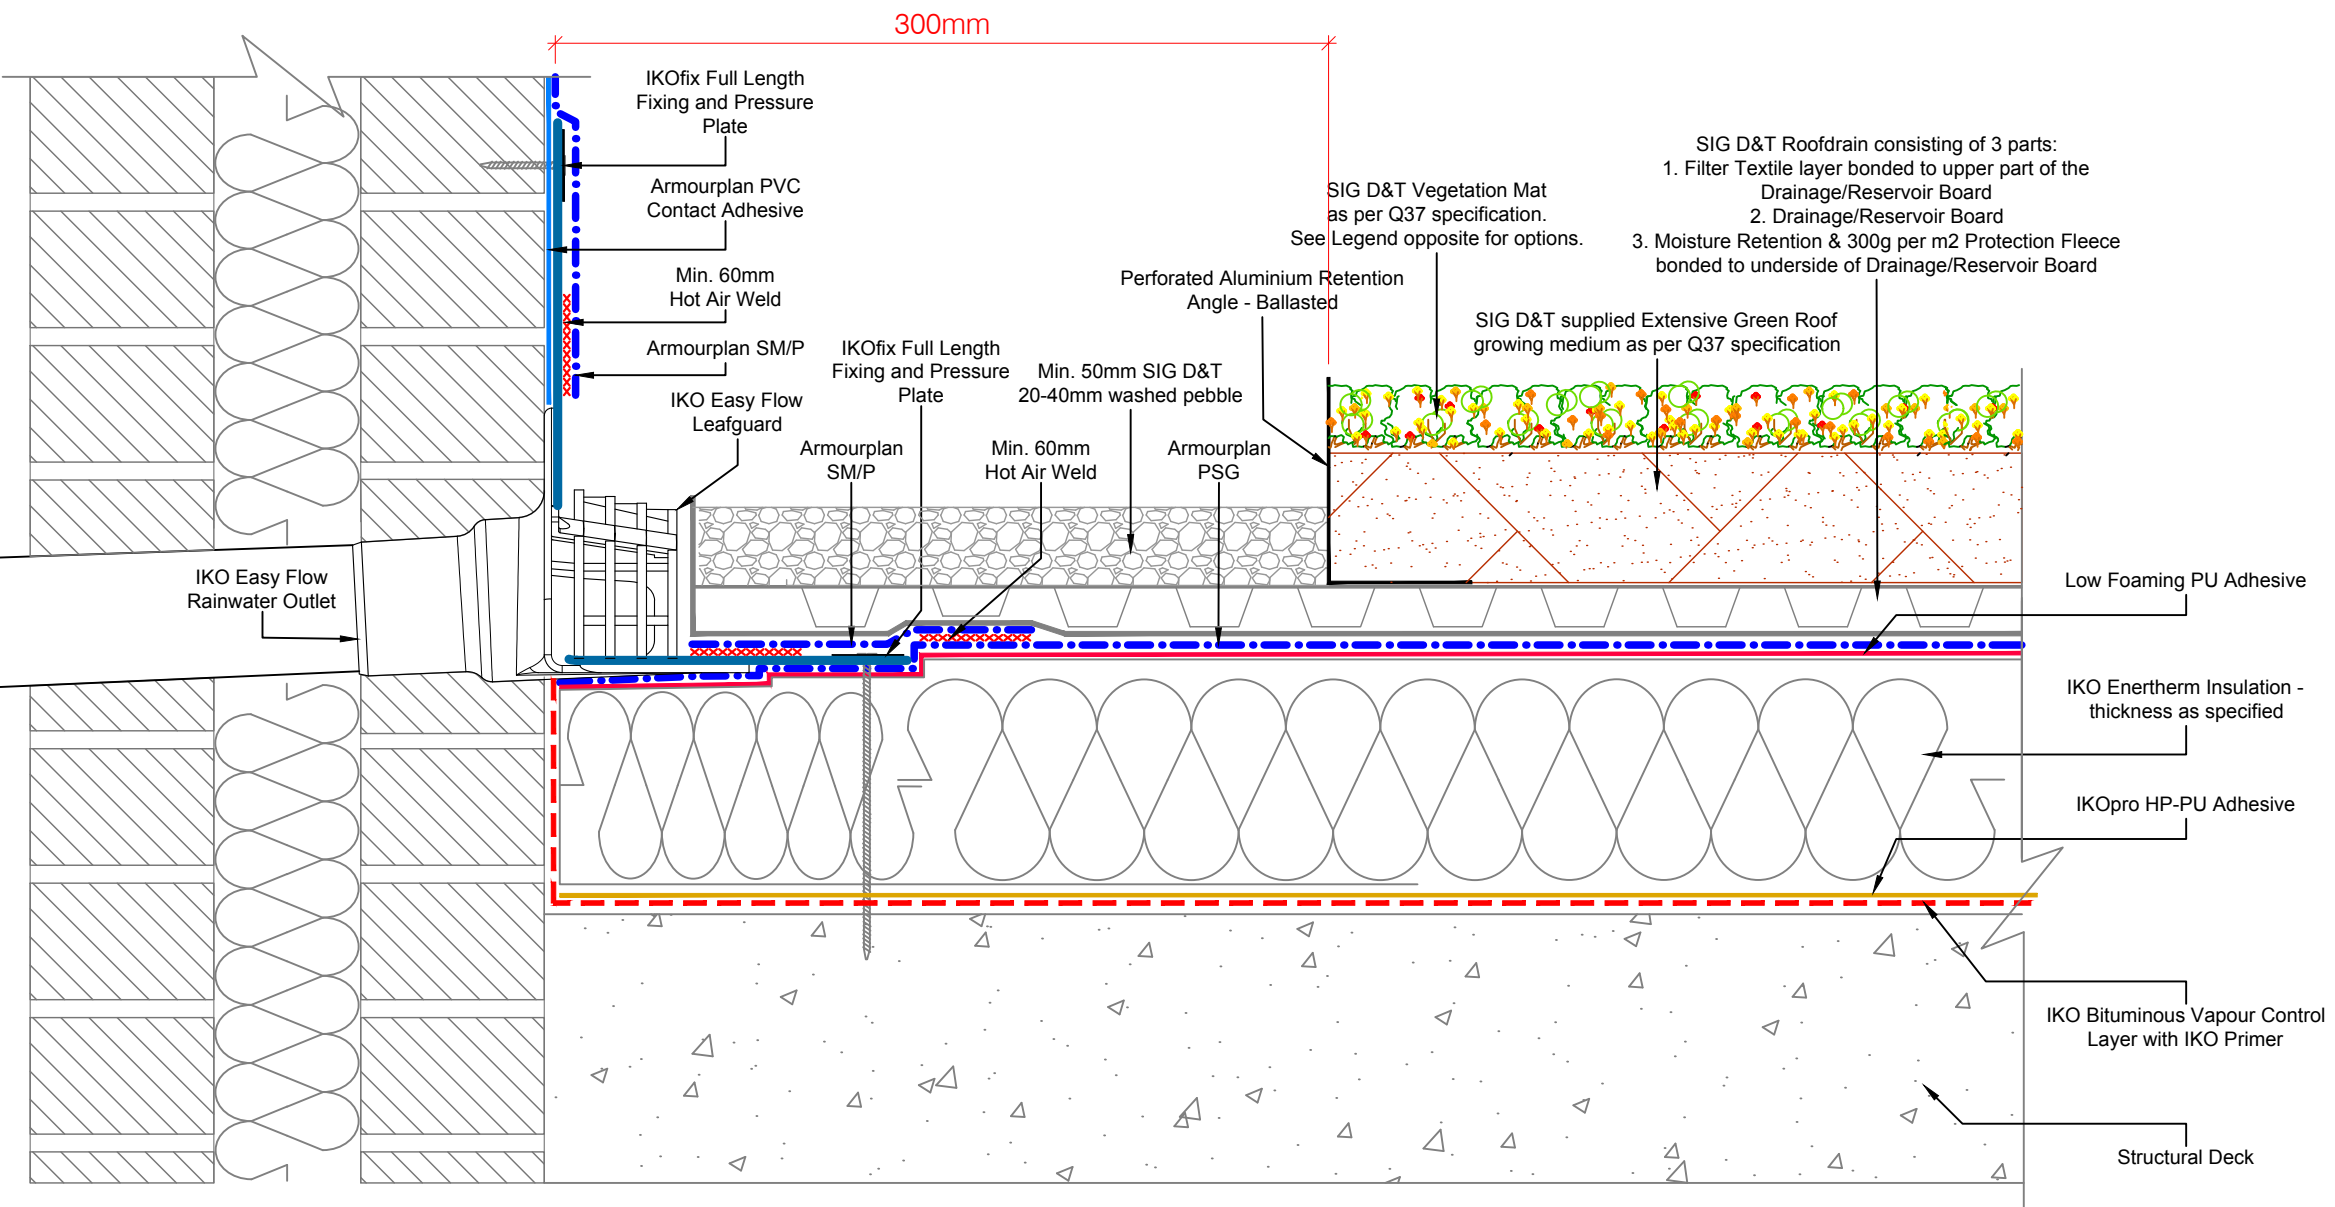 300mm
IKOfix Full Length
Fixing and Pressure
Plate
Armourplan PVC
Contact Adhesive
Min. 60mm
Hot Air Weld
Armourplan SM/P
IKO Easy Flow
Leafguard
IKOfix Full Length
Fixing and Pressure
Plate
Armourplan
SM/P
Min. 50mm SIG D&T
20-40mm washed pebble
Min. 60mm
Hot Air Weld
Armourplan
PSG
Perforated Aluminium Retention
Angle - Ballasted
SIG D&T Vegetation Mat
as per Q37 specification.
See Legend opposite for options.
SIG D&T supplied Extensive Green Roof
growing medium as per Q37 specification
SIG D&T Roofdrain consisting of 3 parts:
1. Filter Textile layer bonded to upper part of the
Drainage/Reservoir Board
2. Drainage/Reservoir Board
3. Moisture Retention & 300g per m2 Protection Fleece
bonded to underside of Drainage/Reservoir Board
IKO Easy Flow
Rainwater Outlet
Low Foaming PU Adhesive
IKO Enertherm Insulation -
thickness as specified
IKOpro HP-PU Adhesive
IKO Bituminous Vapour Control
Layer with IKO Primer
Structural Deck